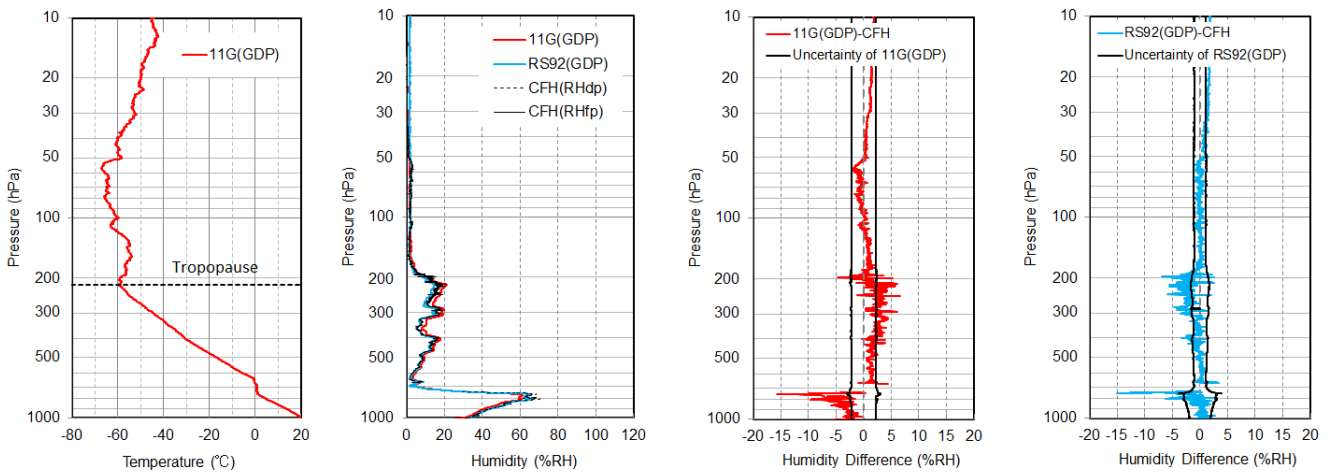 10
20
30
50
100
200
300
500
1000
Pressure (hPa)
11G(GDP)
Tropopause
-80 -60 -40 -20 0 20
Temperature (℃)
10
20
30
50
100
200
300
500
1000
Pressure (hPa)
11G(GDP)
RS92(GDP)
CFH(RHdp)
CFH(RHfp)
0 20 40 60 80 100 120
Humidity (%RH)
10
20
30
50
100
200
300
500
1000
Pressure (hPa)
11G(GDP)-CFH
Uncertainty of 11G(GDP)
-20 -15 -10 -5 0 5 10 15 20
Humidity Difference (%RH)
10
20
30
50
100
200
300
500
1000
Pressure (hPa)
RS92(GDP)-CFH
Uncertainty of RS92(GDP)
-20 -15 -10 -5 0 5 10 15 20
Humidity Difference (%RH)